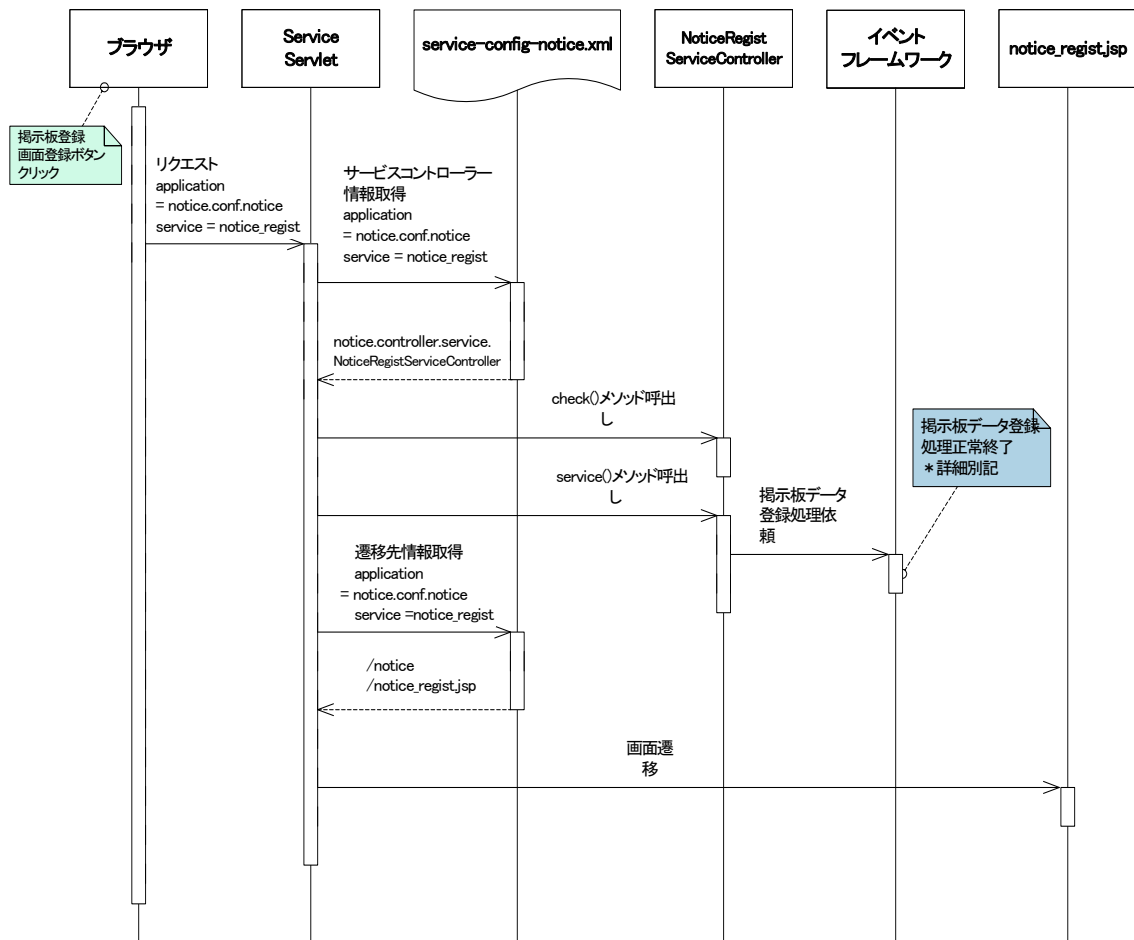 ブラウザ
Service
Servlet
service-config-notice.xml
NoticeRegist
ServiceController
イベント
フレームワーク
notice_regist.jsp
掲示板登録
画面登録ボタン
クリック
リクエスト
application
= notice.conf.notice
service = notice_regist
サービスコントローラー
情報取得
application
= notice.conf.notice
service = notice_regist
notice.controller.service.
NoticeRegistServiceController
check()メソッド呼出
し
掲示板データ登録
処理正常終了
＊詳細別記
service()メソッド呼出
し
掲示板データ
登録処理依
頼
遷移先情報取得
application
= notice.conf.notice
service =notice_regist
/notice
/notice_regist.jsp
画面遷
移